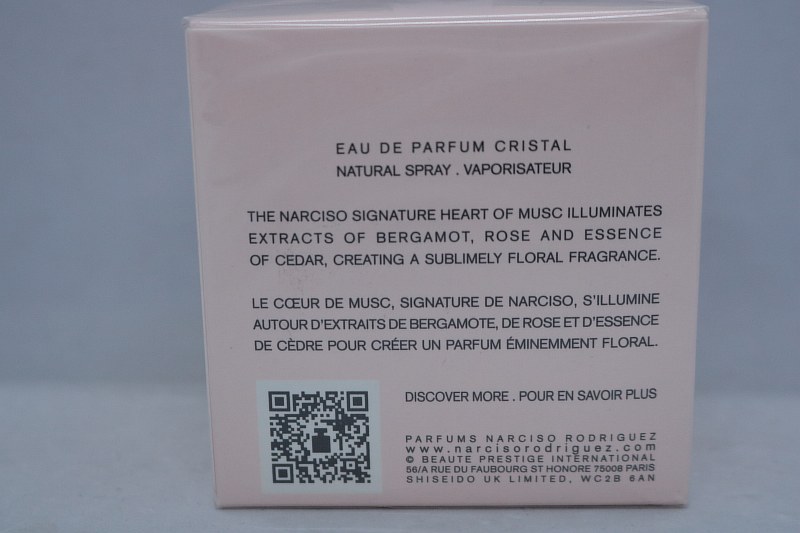 EAU DE PARFUM CRISTAL
NATURAL SPRAY . VAPORISATEUR
THE NARCISO SIGNATURE HEART OF MUSC ILLUMINATES
EXTRACTS OF BERGAMOT, ROSE AND ESSENCE
OF CEDAR, CREATING A SUBLIMELY FLORAL FRAGRANCE.
LE CŒUR DE MUSC, SIGNATURE DE NARCISO, S'ILLUMINE
AUTOUR D'EXTRAITS DE BERGAMOTE, DE ROSE ET D'ESSENCE
DE CÈDRE POUR CRÉER UN PARFUM ÉMINEMMENT FLORAL.
DISCOVER MORE . POUR EN SAVOIR PLUS
PARFUMS NARCISO RODRIGUEZ
www.narcisorodriguez.com
© BEAUTE PRESTIGE INTERNATIONAL
56/A RUE DU FAUBOURG ST HONORE 75008 PARIS
SHISEIDO UK LIMITED, WC2B 6AN